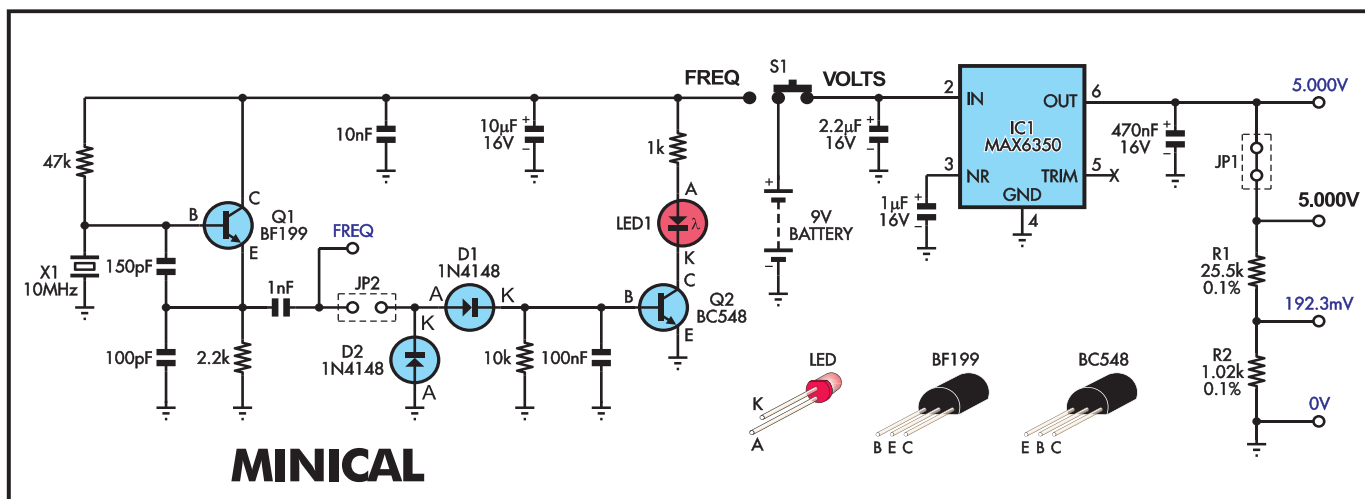 FREQ
S1
VOLTS
5.000V
2
IN
OUT
6
IC1
MAX6350
3
NR
TRIM
5
X
GND
4
10nF
10µF
16V
+
–
2.2µF
16V
+
–
470nF
16V
+
–
JP1
47k
1k
1µF
16V
+
–
+
9V
BATTERY
–
5.000V
B
C
Q1
BF199
E
A
LED1
λ
K
X1
10MHz
150pF
FREQ
D1
1N4148
1nF
JP2
A
K
B
C
Q2
BC548
E
R1
25.5k
0.1%
192.3mV
K
100pF
2.2k
D2
1N4148
A
10k
100nF
R2
1.02k
0.1%
0V
LED
K
A
BF199
B E C
BC548
E B C
MINICAL